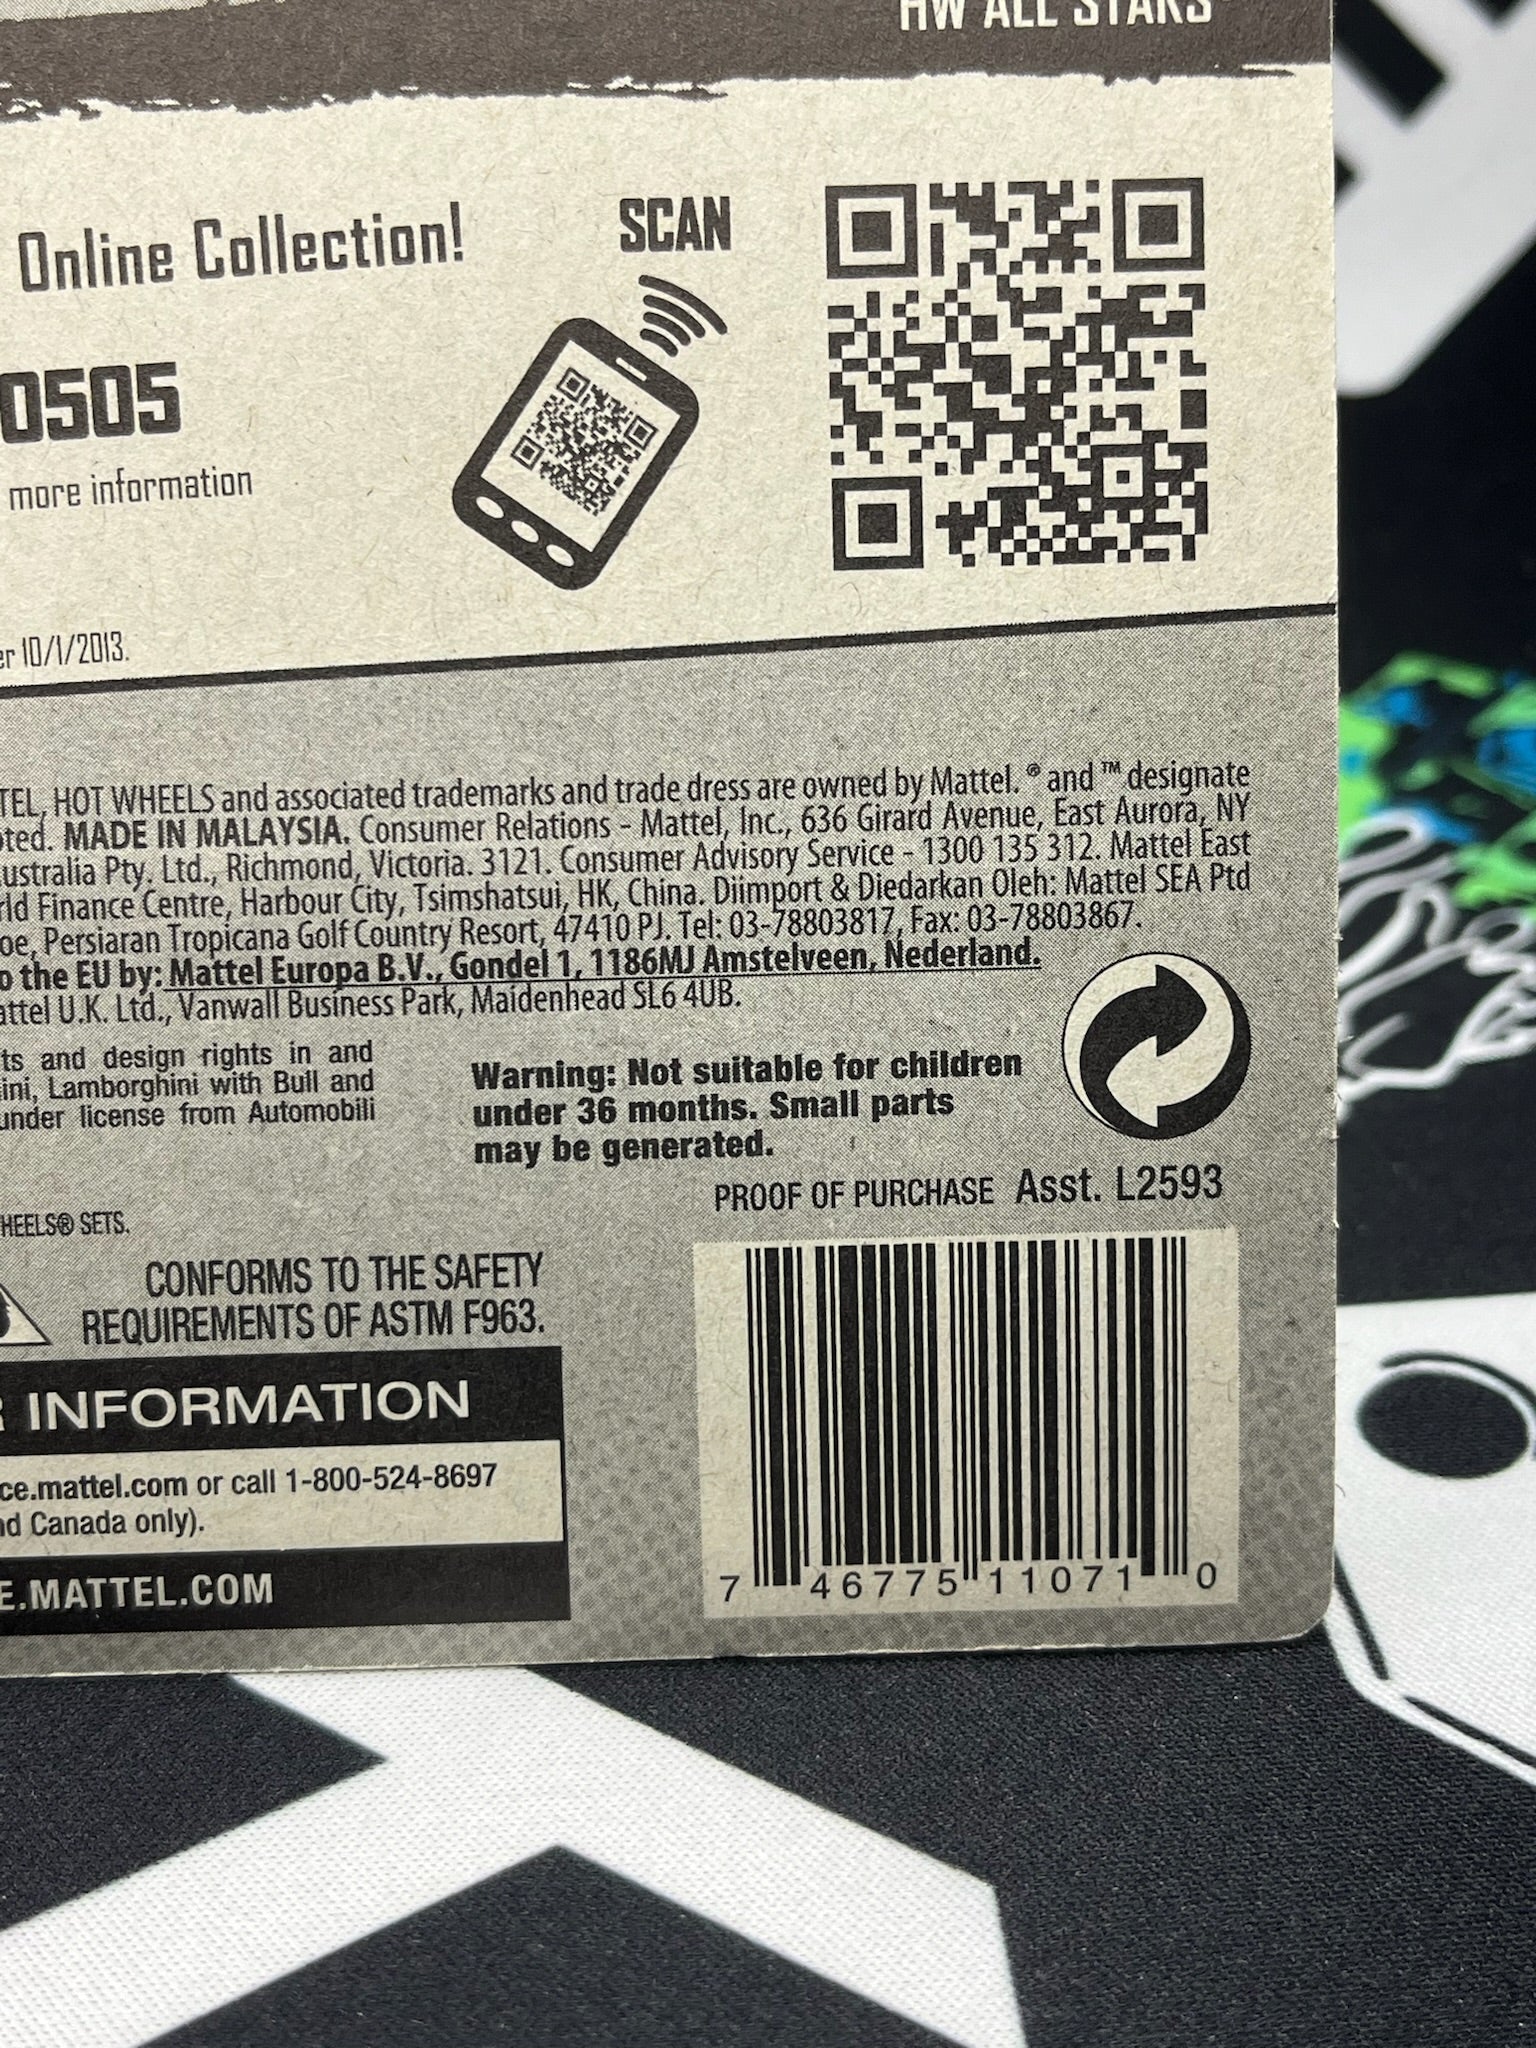 HW ALL STARS
Online Collection!
SCAN
0505
more information
er 10/1/2013.
TEL, HOT WHEELS and associated trademarks and trade dress are owned by Mattel. ® and ™ designate
ted. MADE IN MALAYSIA. Consumer Relations - Mattel, Inc., 636 Girard Avenue, East Aurora, NY
ustralia Pty. Ltd., Richmond, Victoria. 3121. Consumer Advisory Service - 1300 135 312. Mattel East
rld Finance Centre, Harbour City, Tsimshatsui, HK, China. Diimport & Diedarkan Oleh: Mattel SEA Ptd
oe, Persiaran Tropicana Golf Country Resort, 47410 PJ. Tel: 03-78803817, Fax: 03-78803867.
o the EU by: Mattel Europa B.V., Gondel 1, 1186MJ Amstelveen, Nederland.
attel U.K. Ltd., Vanwall Business Park, Maidenhead SL6 4UB.
ts and design rights in and
ini, Lamborghini with Bull and
under license from Automobili
Warning: Not suitable for children
under 36 months. Small parts
may be generated.
PROOF OF PURCHASE Asst. L2593
HEELS® SETS.
CONFORMS TO THE SAFETY
REQUIREMENTS OF ASTM F963.
R INFORMATION
ce.mattel.com or call 1-800-524-8697
nd Canada only).
E.MATTEL.COM
7 46775 11071 0